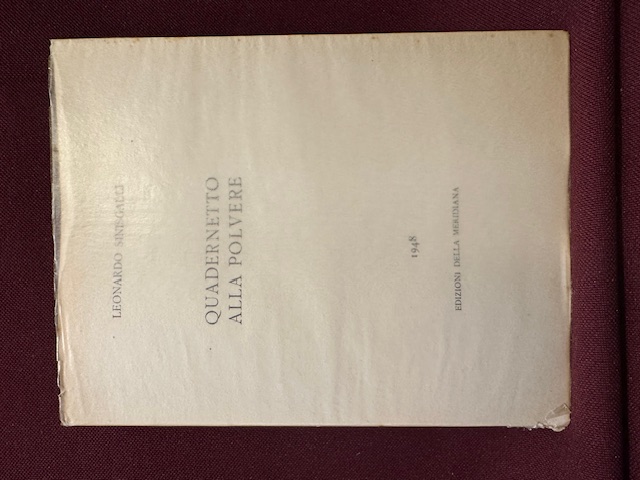 LEONARDO SINISGALLI
QUADERNETTO
ALLA POLVERE
1948
EDIZIONI DELLA MERIDIANA